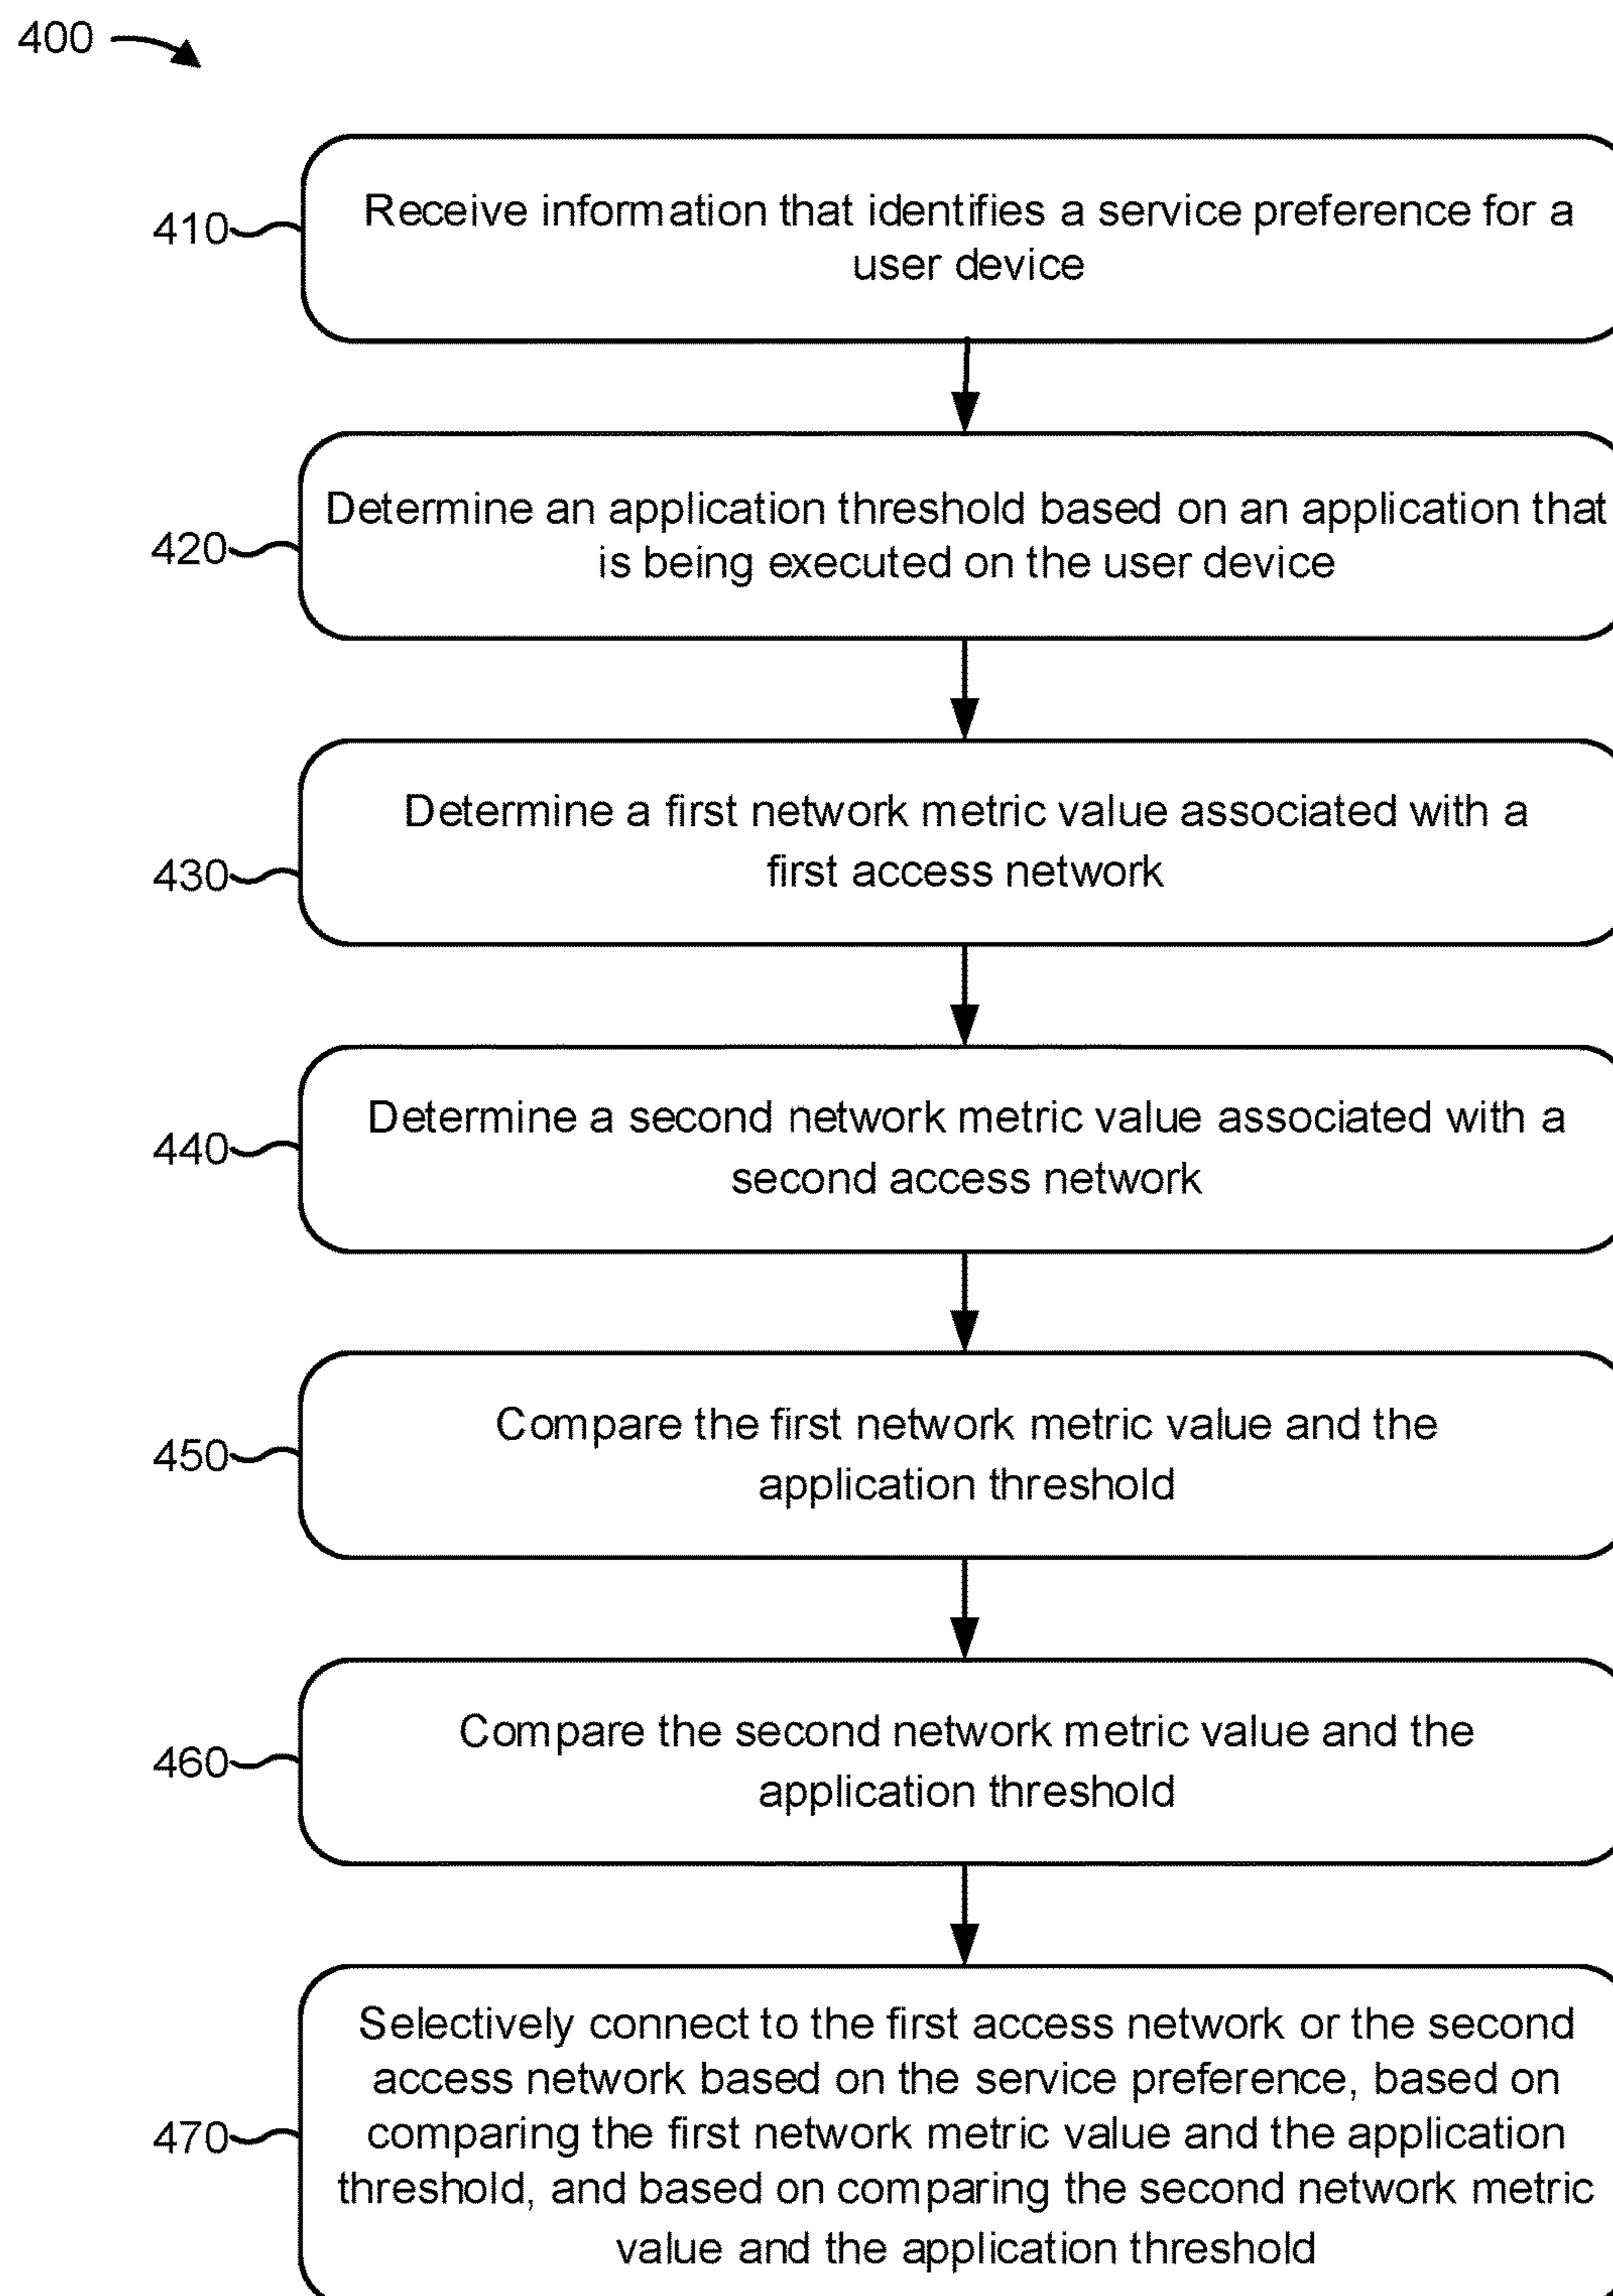 400
410
Receive information that identifies a service preference for a
user device
420
Determine an application threshold based on an application that
is being executed on the user device
430
Determine a first network metric value associated with a
first access network
440
Determine a second network metric value associated with a
second access network
450
Compare the first network metric value and the
application threshold
460
Compare the second network metric value and the
application threshold
470
Selectively connect to the first access network or the second
access network based on the service preference, based on
comparing the first network metric value and the application
threshold, and based on comparing the second network metric
value and the application threshold